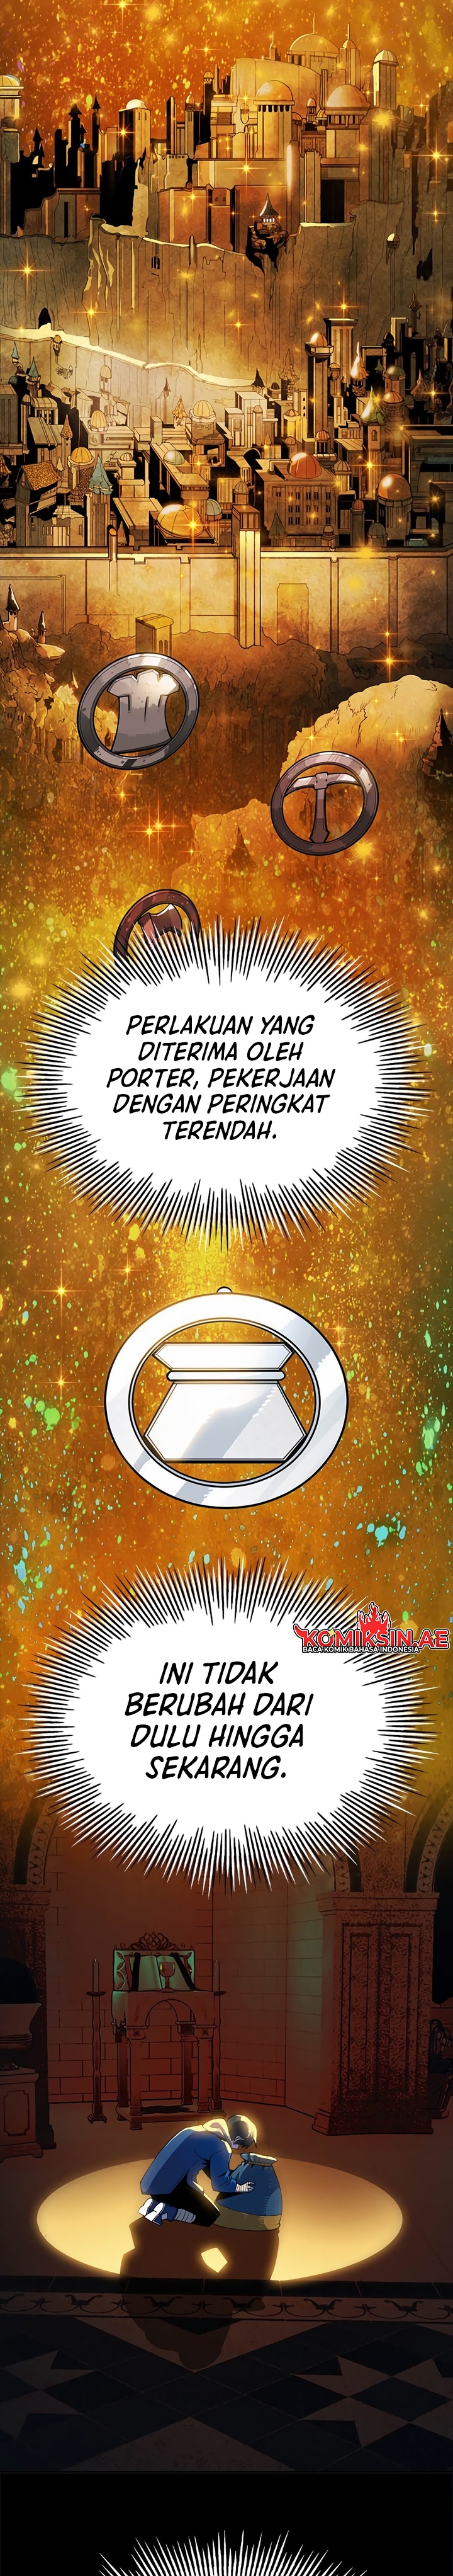 PERLAKUAN YANG
DITERIMA OLEH
PORTER, PEKERJAAN
DENGAN PERINGKAT
TERENDAH.
KOMIKSIN.AE
BACA KOMIK BAHASA INDONESIA
INI TIDAK
BERUBAH DARI
DULU HINGGA
SEKARANG.